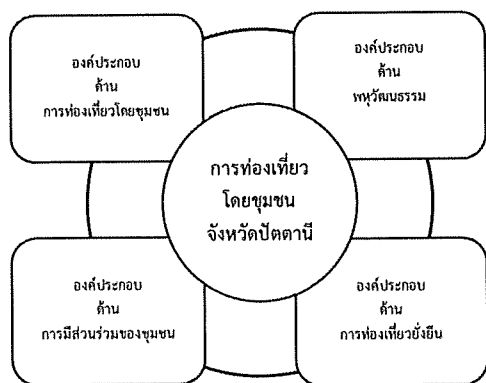 องค์ประกอบ
ด้าน
การท่องเที่ยวโดยชุมชน
องค์ประกอบ
ด้าน
พหุวัฒนธรรม
การท่องเที่ยว
โดยชุมชน
จังหวัดปัตตานี
องค์ประกอบ
ด้าน
การมีส่วนร่วมของชุมชน
องค์ประกอบ
ด้าน
การท่องเที่ยวยั่งยืน